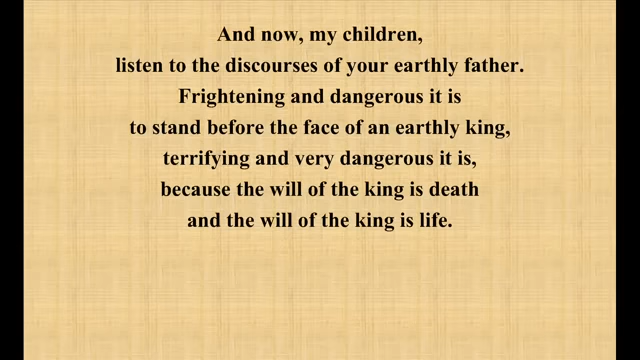 And now, my children,
listen to the discourses of your earthly father.
Frightening and dangerous it is
to stand before the face of an earthly king,
terrifying and very dangerous it is,
because the will of the king is death
and the will of the king is life.